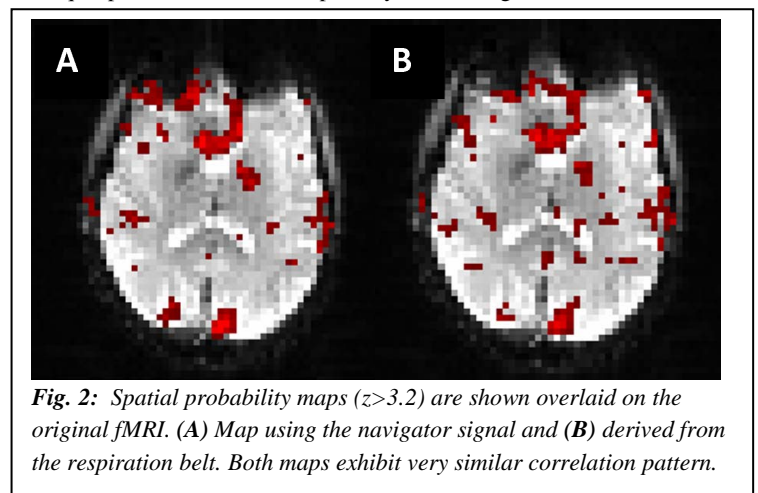 A
B
Fig. 2: Spatial probability maps (z>3.2) are shown overlaid on the
original fMRI. (A) Map using the navigator signal and (B) derived from
the respiration belt. Both maps exhibit very similar correlation pattern.